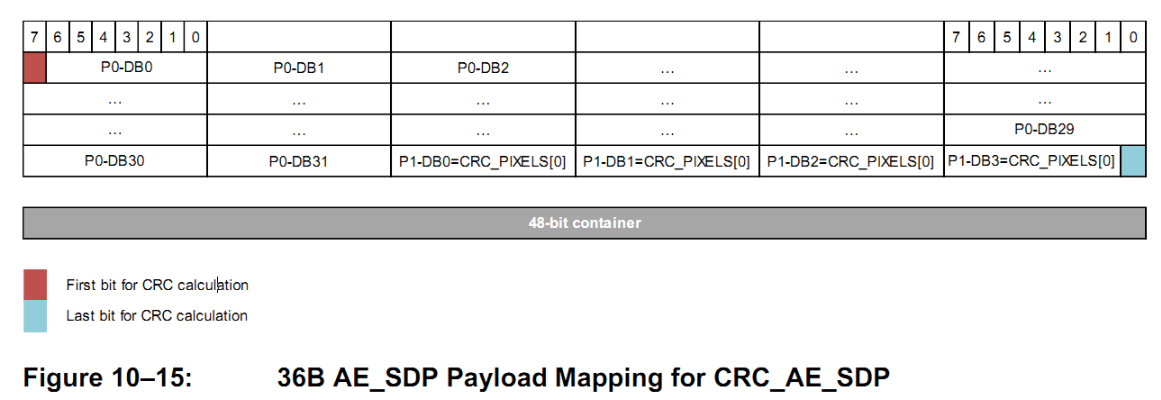 7 6 5 4 3 2 1 0 7 6 5 4 3 2 1 0
P0-DB0 P0-DB1 P0-DB2 ... ... ...
... ... ... ... ... ...
... ... ... ... ... P0-DB29
P0-DB30 P0-DB31 P1-DB0=CRC_PIXELS[0] P1-DB1=CRC_PIXELS[0] P1-DB2=CRC_PIXELS[0] P1-DB3=CRC_PIXELS[0]
48-bit container
First bit for CRC calculation
Last bit for CRC calculation
Figure 10–15: 36B AE_SDP Payload Mapping for CRC_AE_SDP